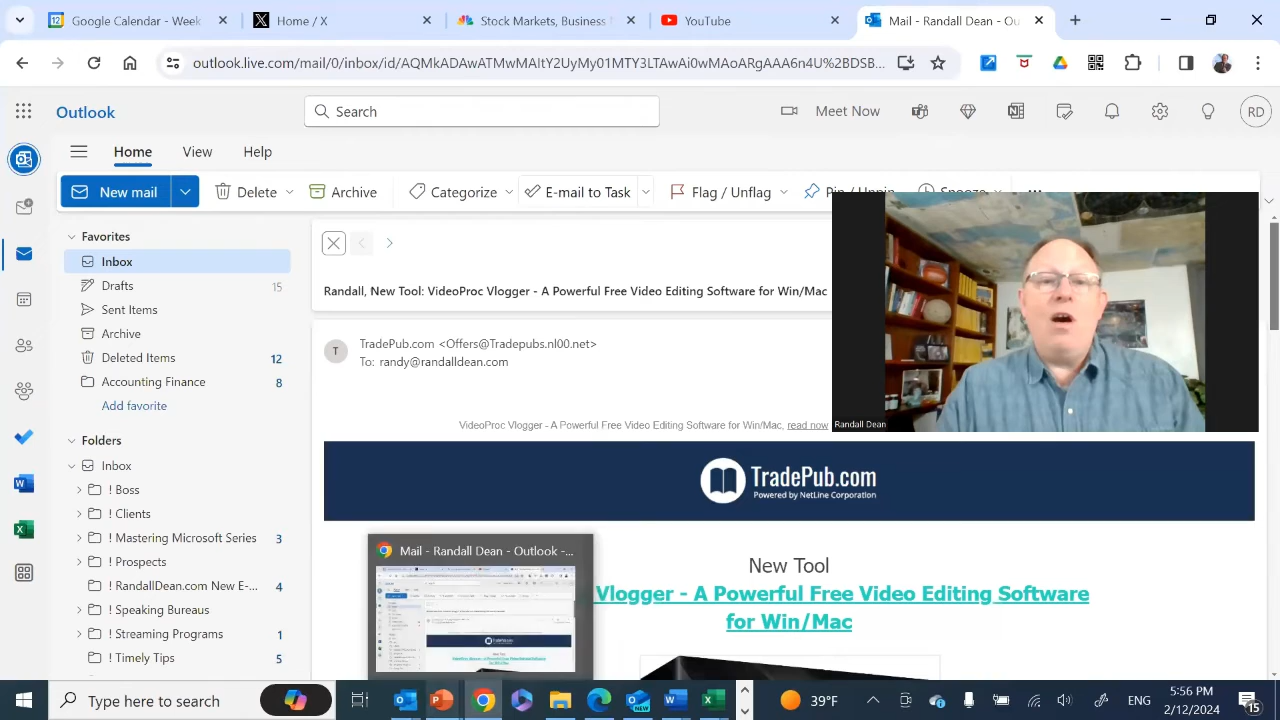 Google Calendar - Week
Home / X
Stock Markets, Business
YouTube
Mail - Randall Dean - Ou
outlook.live.com/mail/0/inbox/id/AQMkADAwATMwMAItY2UyMy01MTY3LTAwAi0wMAoARgAAA6n4U%2BDSB...
Outlook
Search
Meet Now
RD
Home
View
Help
New mail
Delete
Archive
Categorize
E-mail to Task
Flag / Unflag
Pin / Unpin
Snooze
Favorites
Inbox
Drafts 15
Sent Items
Archive
Deleted Items 12
Accounting Finance 8
Add favorite
Folders
Inbox
! Boss
! Clients
! Mastering Microsoft Series 3
! Prospects
! RandallDean.com New E-... 4
! Speaking Bureaus
! Streaming Programs 1
! Tech Tips
New Tool: VideoProc Vlogger - A Powerful Free Video Editing Software for Win/Mac
T
TradePub.com <Offers@Tradepubs.nl00.net>
To: randy@randalldean.com
VideoProc Vlogger - A Powerful Free Video Editing Software for Win/Mac, read now
Randall Dean
TradePub.com
Powered by NetLine Corporation
Mail - Randall Dean - Outlook -...
New Tool
Vlogger - A Powerful Free Video Editing Software
for Win/Mac
Type here to search
NEW
39°F
ENG
5:56 PM
2/12/2024
15